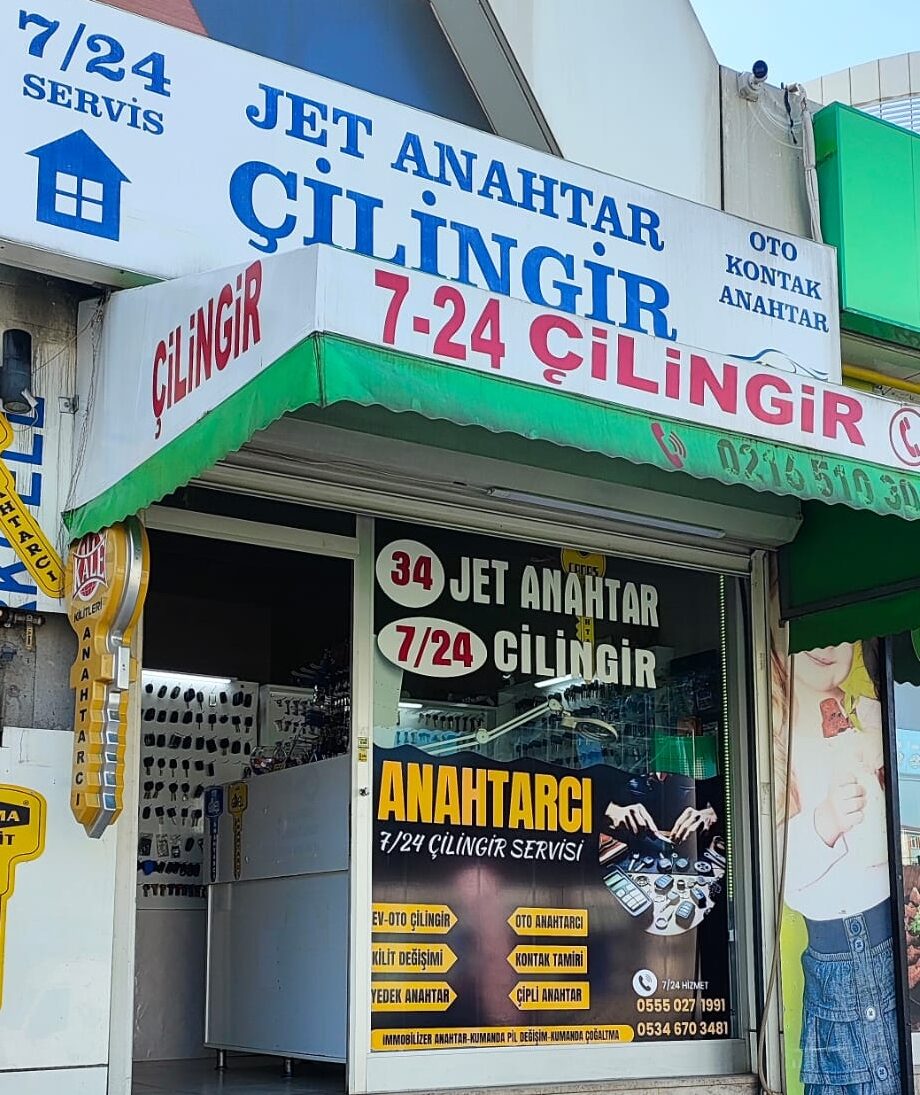 7/24
SERVİS
JET ANAHTAR
ÇİLİNGİR
OTO
KONTAK
ANAHTAR
ÇİLİNGİR
7-24 ÇİLİNGİR
0216 510 30
KALE
KİLİTLERİ
ANAHTARCI
34 JET ANAHTAR
7/24 ÇİLİNGİR
ANAHTARCI
7/24 ÇİLİNGİR SERVİSİ
EV-OTO ÇİLİNGİR
OTO ANAHTARCI
KİLİT DEĞİŞİMİ
KONTAK TAMİRİ
YEDEK ANAHTAR
ÇİPLİ ANAHTAR
7/24 HİZMET
0555 027 1991
0534 670 3481
IMMOBILIZER ANAHTAR-KUMANDA PİL DEĞİŞİM-KUMANDA ÇOĞALTMA